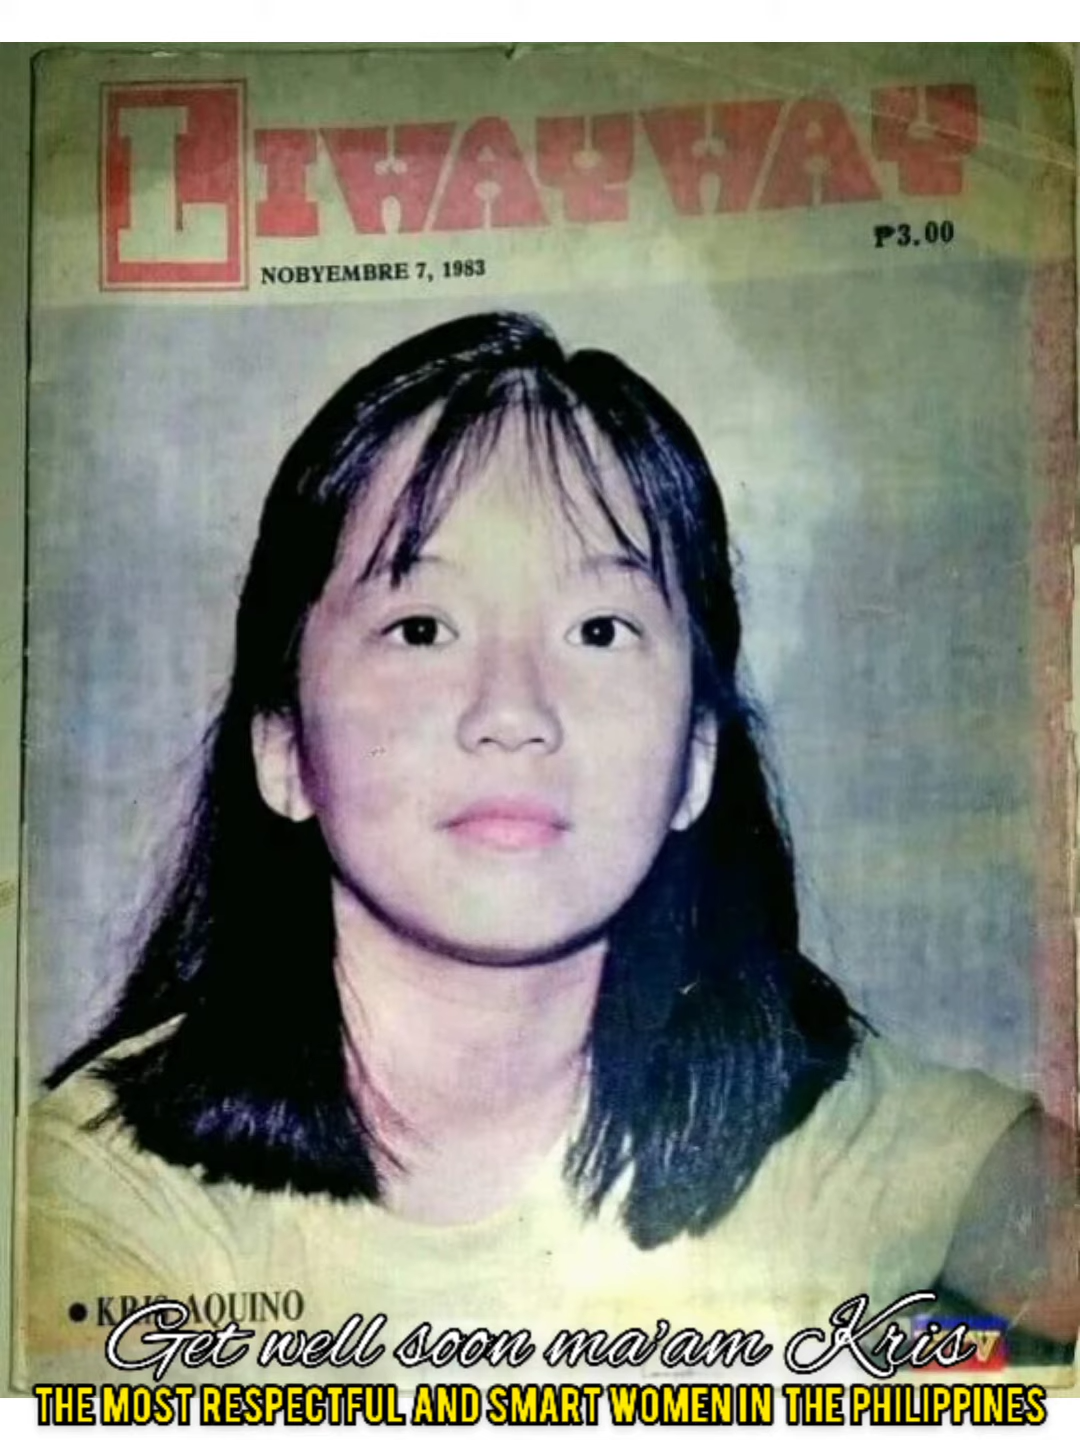 LIWAYWAY
₱3.00
NOBYEMBRE 7, 1983
● KRIS AQUINO
Get well soon ma'am Kris
THE MOST RESPECTFUL AND SMART WOMEN IN THE PHILIPPINES